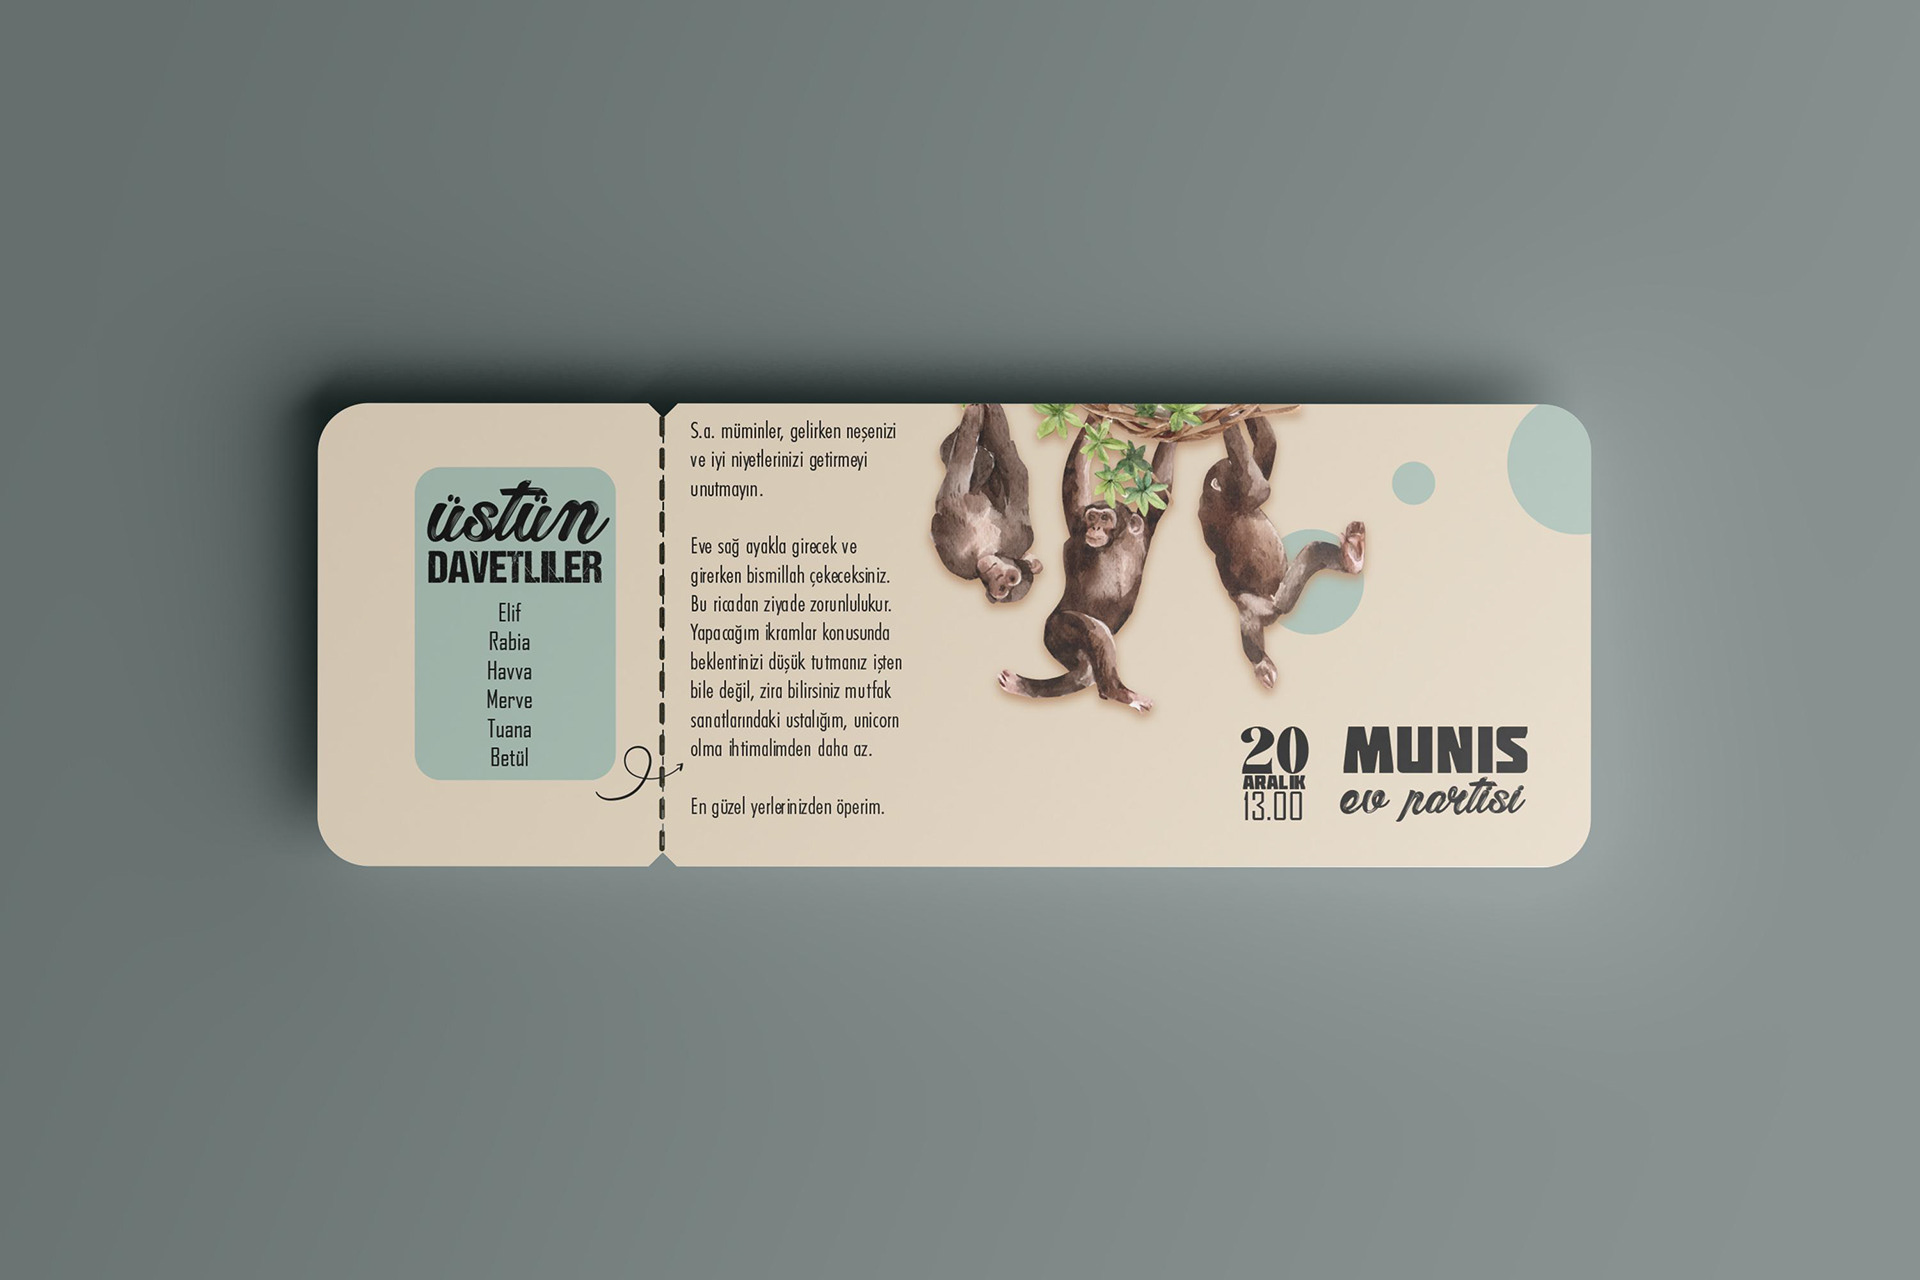 üstün
DAVETLİLER
Elif
Rabia
Havva
Merve
Tuana
Betül
S.a. müminler, gelirken neşenizi
ve iyi niyetlerinizi getirmeyi
unutmayın.
Eve sağ ayakla girecek ve
girerken bismillah çekeceksiniz.
Bu ricadan ziyade zorunlulukur.
Yapacağım ikramlar konusunda
beklentinizi düşük tutmanız işten
bile değil, zira bilirsiniz mutfak
sanatlarındaki ustalığım, unicorn
olma ihtimalimden daha az.
En güzel yerlerinizden öperim.
20
ARALIK
13.00
MUNIS
ev partisi